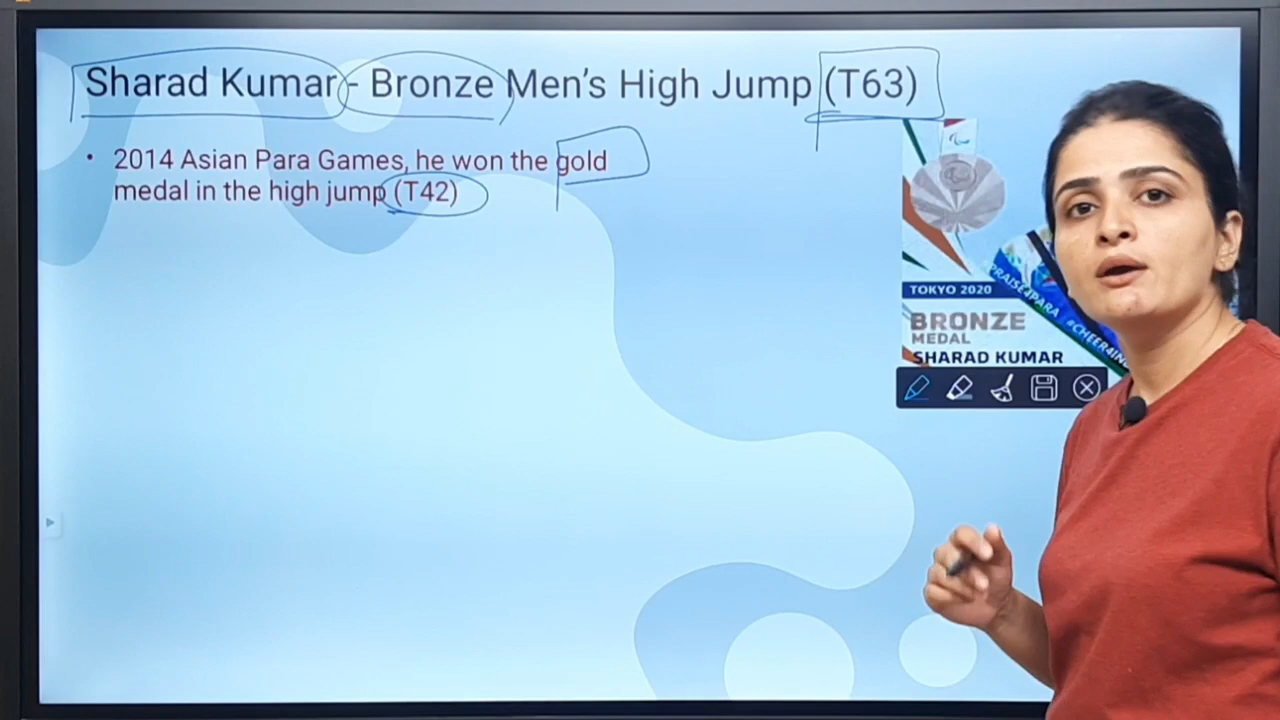 Sharad Kumar - Bronze Men's High Jump (T63)
• 2014 Asian Para Games, he won the gold
medal in the high jump (T42)
TOKYO 2020
#PRAISE4PARA
BRONZE
MEDAL
SHARAD KUMAR